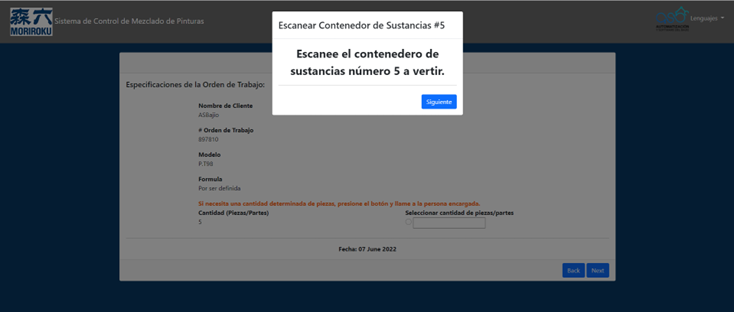 森六
MORIROKU
Sistema de Control de Mezclado de Pinturas
Lenguajes
Escanear Contenedor de Sustancias #5
Escanee el contenedero de
sustancias número 5 a vertir.
Siguiente
Especificaciones de la Orden de Trabajo:
Nombre de Cliente
ASBajio
# Orden de Trabajo
897810
Modelo
P.T98
Formula
Por ser definida
Si necesita una cantidad determinada de piezas, presione el botón y llame a la persona encargada.
Cantidad (Piezas/Partes)
Seleccionar cantidad de piezas/partes
5
Fecha: 07 June 2022
Back
Next